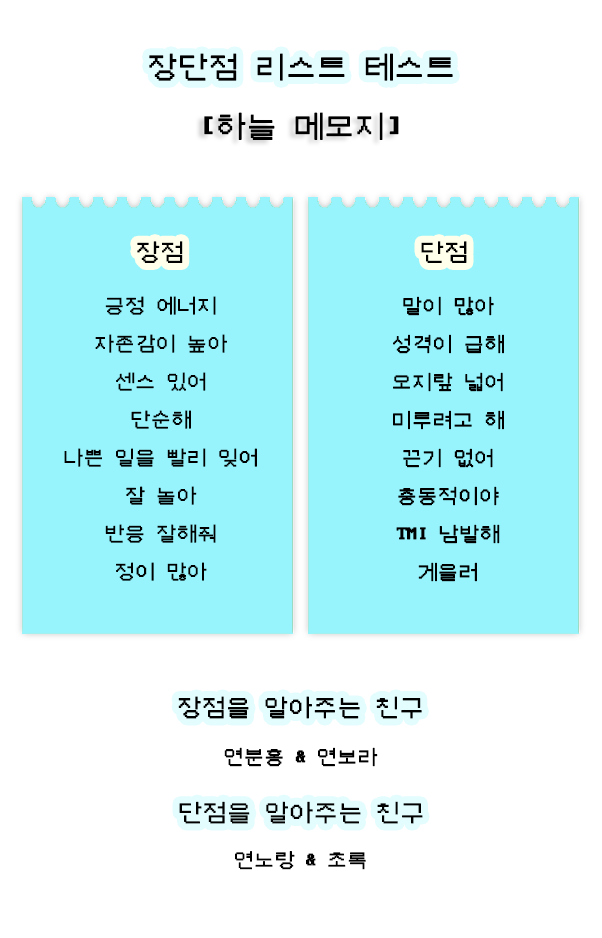 장단점 리스트 테스트
[하늘 메모지]
장점
긍정 에너지
자존감이 높아
센스 있어
단순해
나쁜 일을 빨리 잊어
잘 놀아
반응 잘해줘
정이 많아
단점
말이 많아
성격이 급해
오지랖 넓어
미루려고 해
끈기 없어
충동적이야
TMI 남발해
게을러
장점을 알아주는 친구
연분홍 & 연보라
단점을 알아주는 친구
연노랑 & 초록